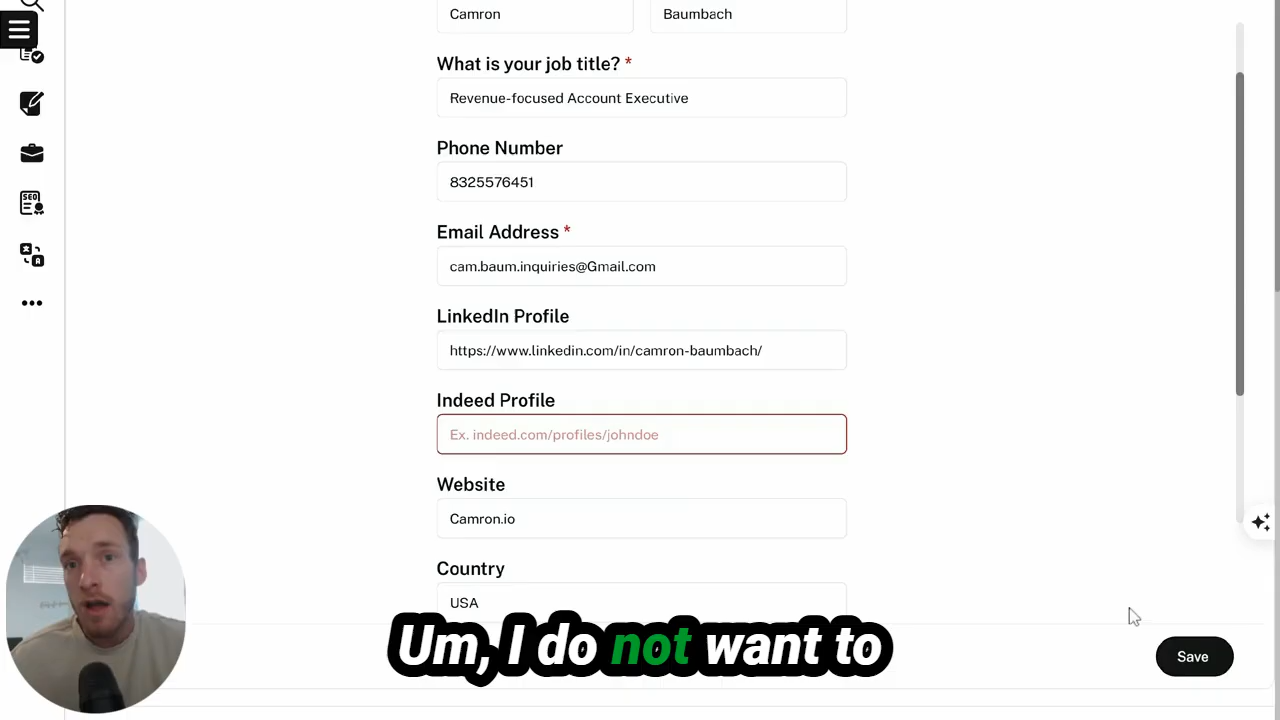 Camron
Baumbach
What is your job title? *
Revenue-focused Account Executive
Phone Number
8325576451
Email Address *
cam.baum.inquiries@Gmail.com
LinkedIn Profile
https://www.linkedin.com/in/camron-baumbach/
Indeed Profile
Ex. indeed.com/profiles/johndoe
Website
Camron.io
Country
USA
Um, I do not want to
Save
SEO
A